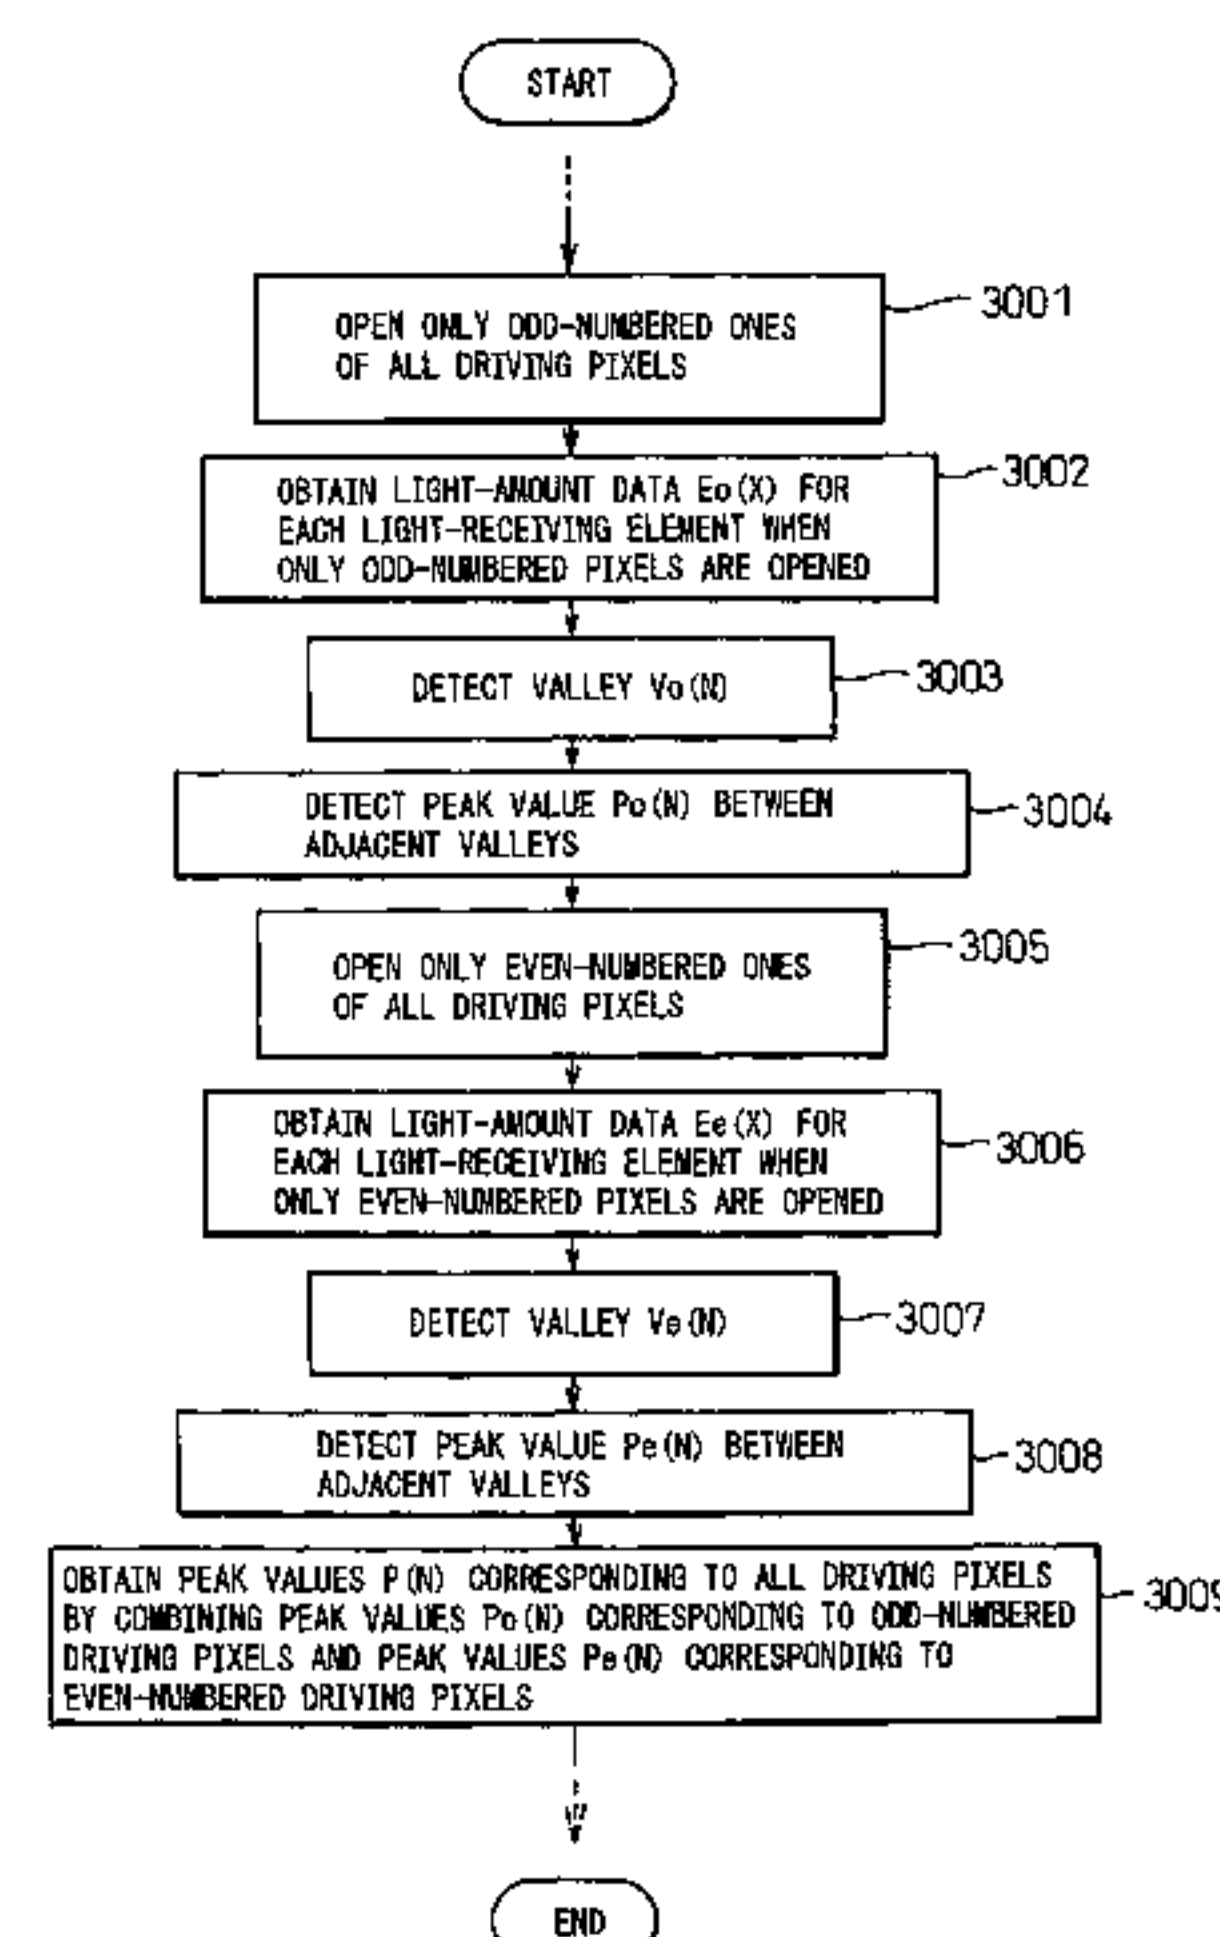 START
OPEN ONLY ODD-NUMBERED ONES
OF ALL DRIVING PIXELS
3001
OBTAIN LIGHT-AMOUNT DATA Eo(X) FOR
EACH LIGHT-RECEIVING ELEMENT WHEN
ONLY ODD-NUMBERED PIXELS ARE OPENED
3002
DETECT VALLEY Vo(N)
3003
DETECT PEAK VALUE Po(N) BETWEEN
ADJACENT VALLEYS
3004
OPEN ONLY EVEN-NUMBERED ONES
OF ALL DRIVING PIXELS
3005
OBTAIN LIGHT-AMOUNT DATA Ee(X) FOR
EACH LIGHT-RECEIVING ELEMENT WHEN
ONLY EVEN-NUMBERED PIXELS ARE OPENED
3006
DETECT VALLEY Ve(N)
3007
DETECT PEAK VALUE Pe(N) BETWEEN
ADJACENT VALLEYS
3008
OBTAIN PEAK VALUES P(N) CORRESPONDING TO ALL DRIVING PIXELS
BY COMBINING PEAK VALUES Po(N) CORRESPONDING TO ODD-NUMBERED
DRIVING PIXELS AND PEAK VALUES Pe(N) CORRESPONDING TO
EVEN-NUMBERED DRIVING PIXELS
3009
END